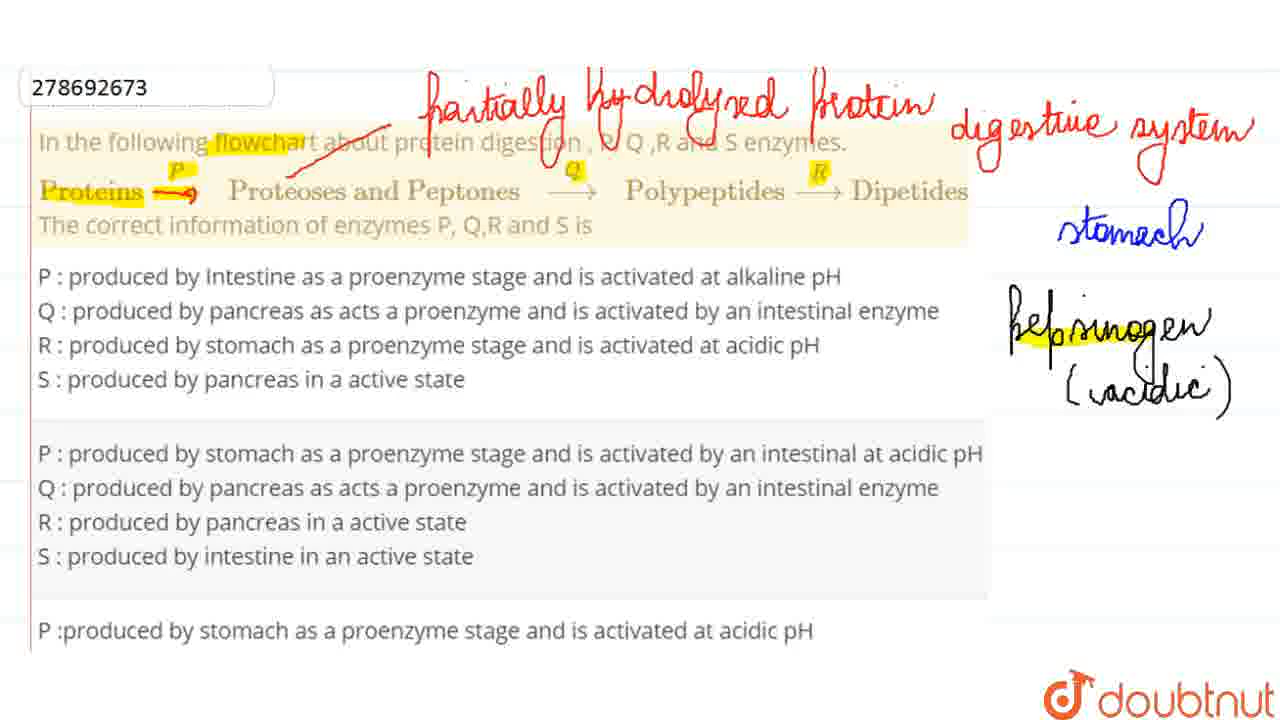 278692673
partially hydrolysed protein
digestive system
In the following flowchart about protein digestion , P Q ,R and S enzymes.
Proteins P→ Proteoses and Peptones Q→ Polypeptides R→ Dipetides
The correct information of enzymes P, Q,R and S is
stomach
P : produced by Intestine as a proenzyme stage and is activated at alkaline pH
Q : produced by pancreas as acts a proenzyme and is activated by an intestinal enzyme
R : produced by stomach as a proenzyme stage and is activated at acidic pH
S : produced by pancreas in a active state
pepsinogen
(acidic)
P : produced by stomach as a proenzyme stage and is activated by an intestinal at acidic pH
Q : produced by pancreas as acts a proenzyme and is activated by an intestinal enzyme
R : produced by pancreas in a active state
S : produced by intestine in an active state
P :produced by stomach as a proenzyme stage and is activated at acidic pH
doubtnut